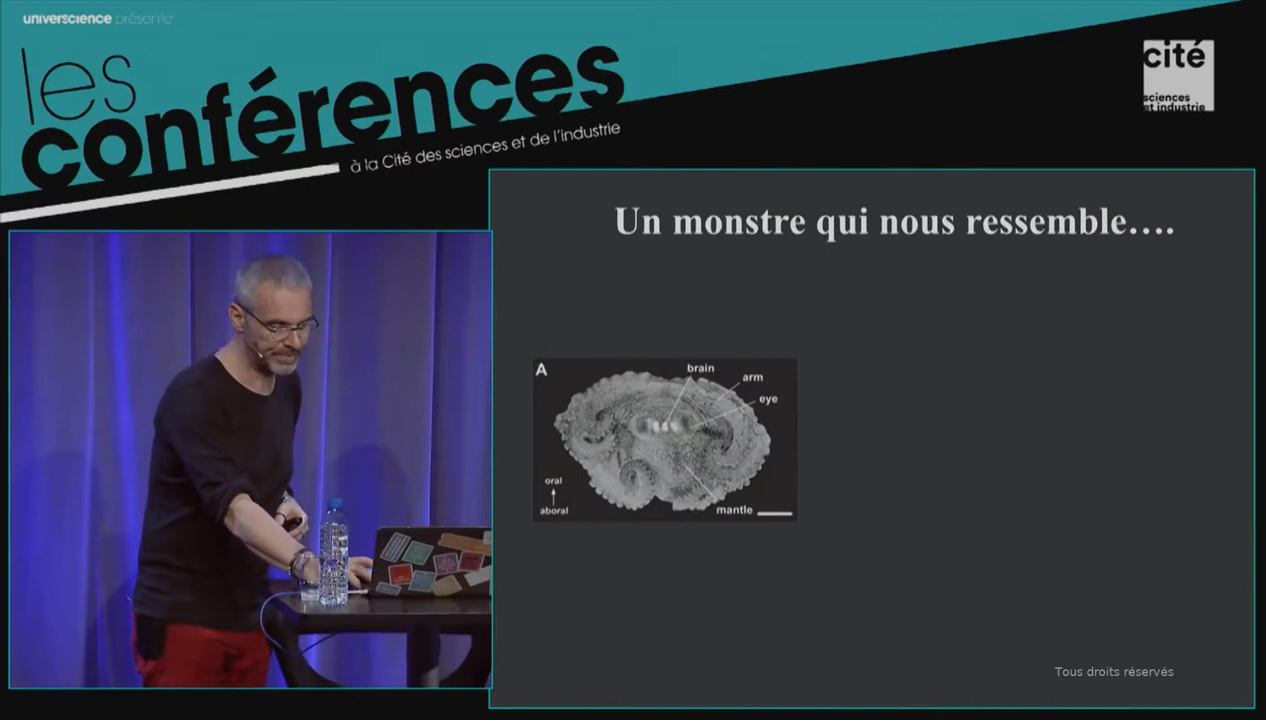 universcience présente
les
conférences
à la Cité des sciences et de l'industrie
cité
sciences
et industrie
Un monstre qui nous ressemble….
A
brain
arm
eye
oral
aboral
mantle
Tous droits réservés